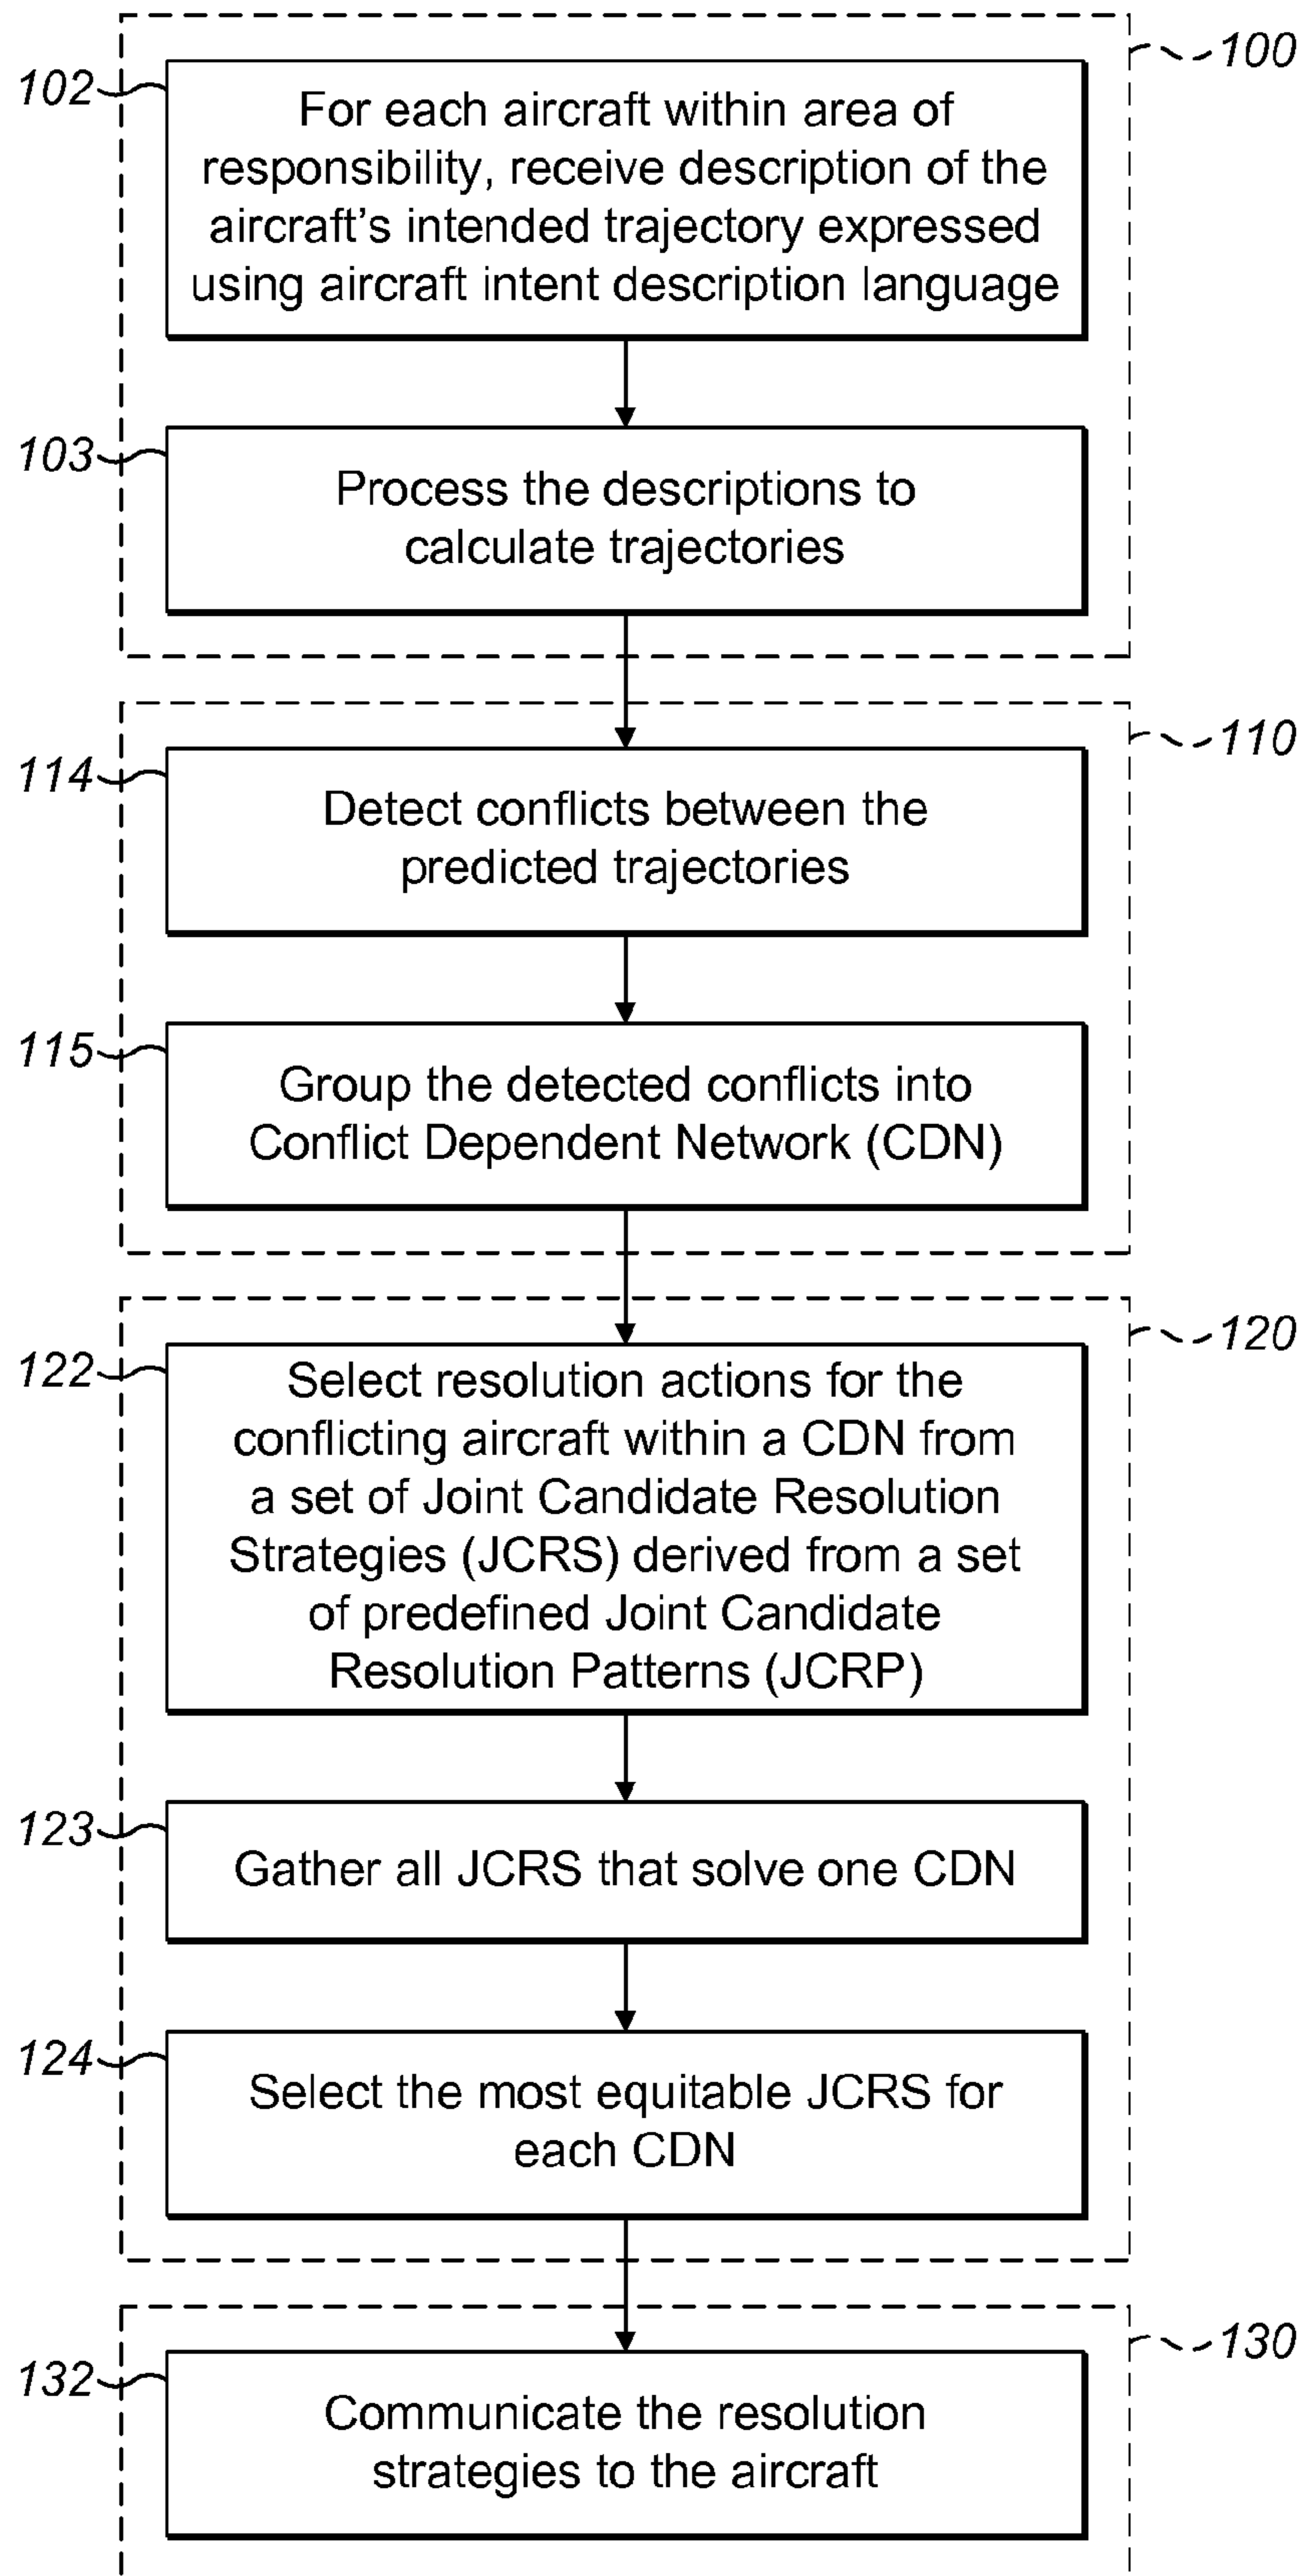 100
102
For each aircraft within area of
responsibility, receive description of the
aircraft's intended trajectory expressed
using aircraft intent description language
103
Process the descriptions to
calculate trajectories
110
114
Detect conflicts between the
predicted trajectories
115
Group the detected conflicts into
Conflict Dependent Network (CDN)
120
122
Select resolution actions for the
conflicting aircraft within a CDN from
a set of Joint Candidate Resolution
Strategies (JCRS) derived from a set
of predefined Joint Candidate
Resolution Patterns (JCRP)
123
Gather all JCRS that solve one CDN
124
Select the most equitable JCRS for
each CDN
130
132
Communicate the resolution
strategies to the aircraft